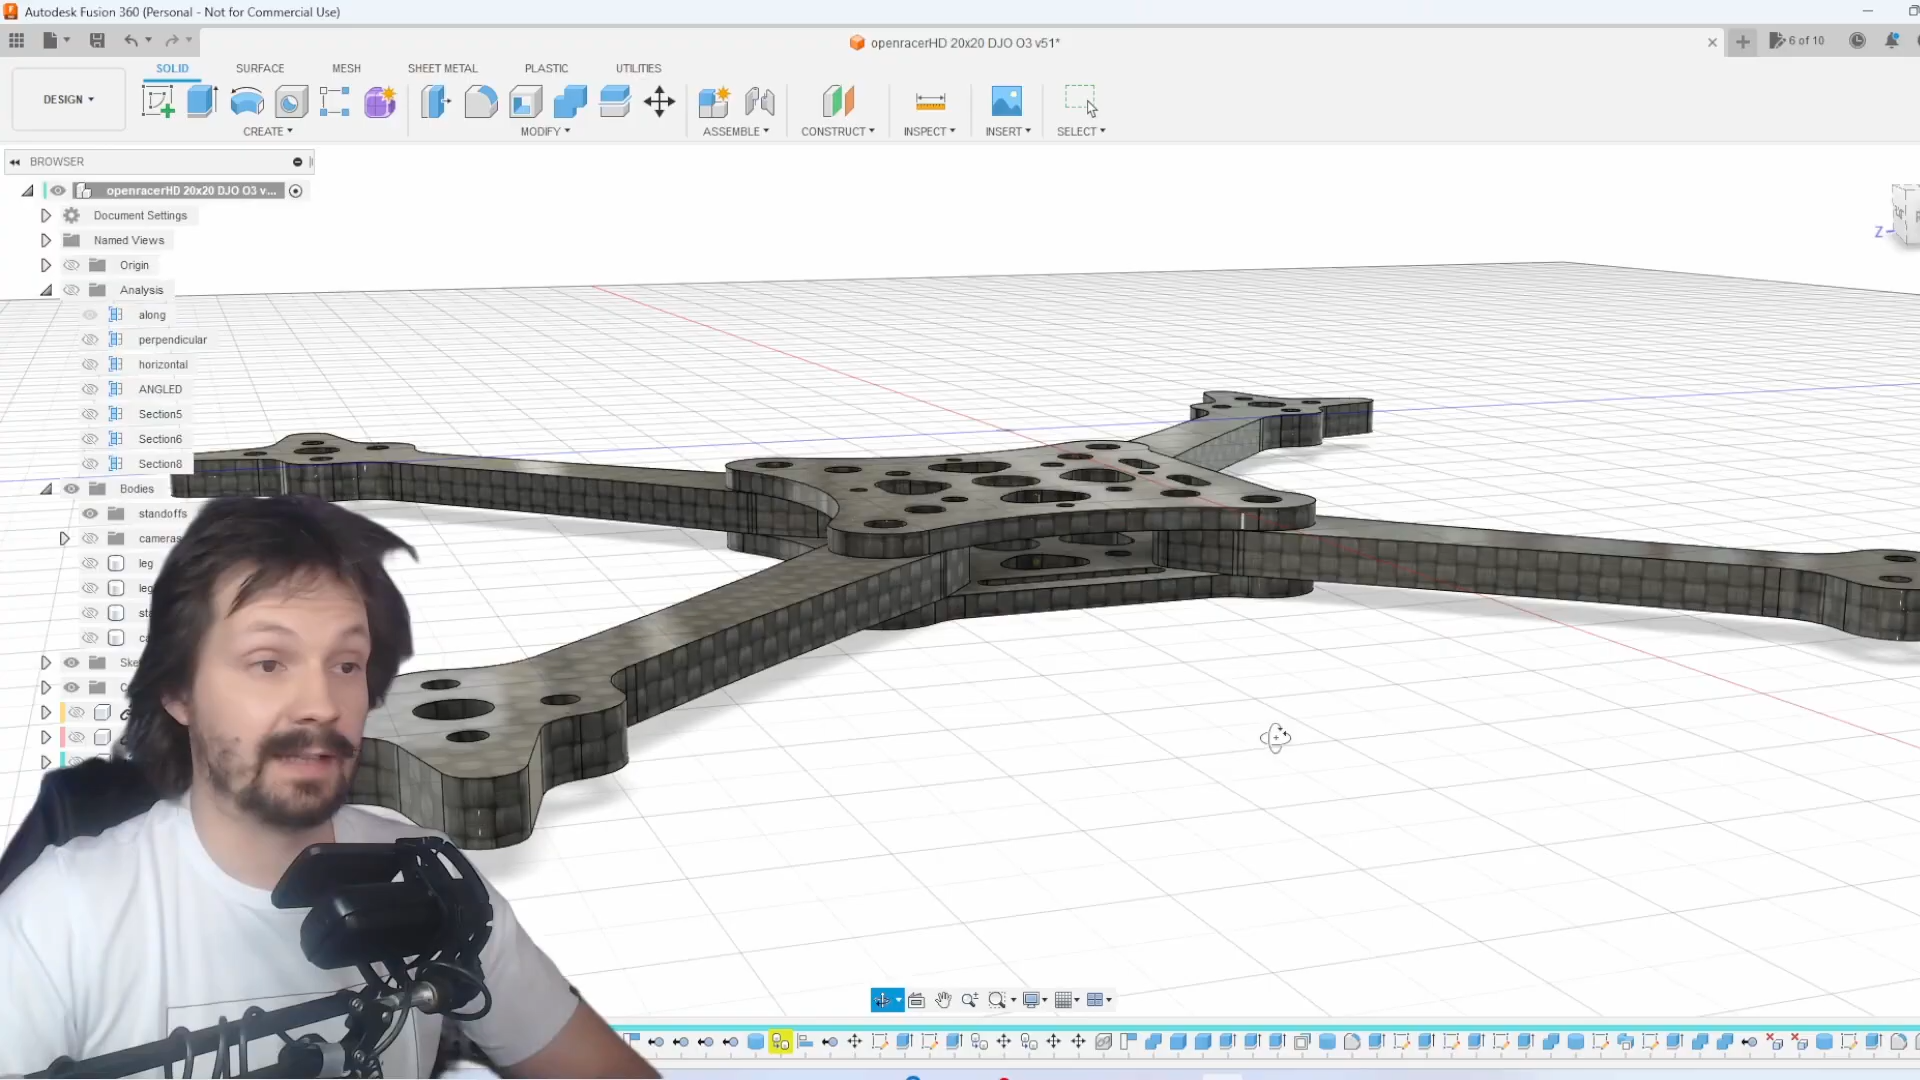 Autodesk Fusion 360 (Personal - Not for Commercial Use)
openracerHD 20x20 DJO O3 v51*
6 of 10
SOLID SURFACE MESH SHEET METAL PLASTIC UTILITIES
DESIGN
CREATE MODIFY ASSEMBLE CONSTRUCT INSPECT INSERT SELECT
BROWSER
openracerHD 20x20 DJO O3 v...
Document Settings
Named Views
Origin
Analysis
along
perpendicular
horizontal
ANGLED
Section5
Section6
Section8
Bodies
standoffs
cameras
leg
leg
Z